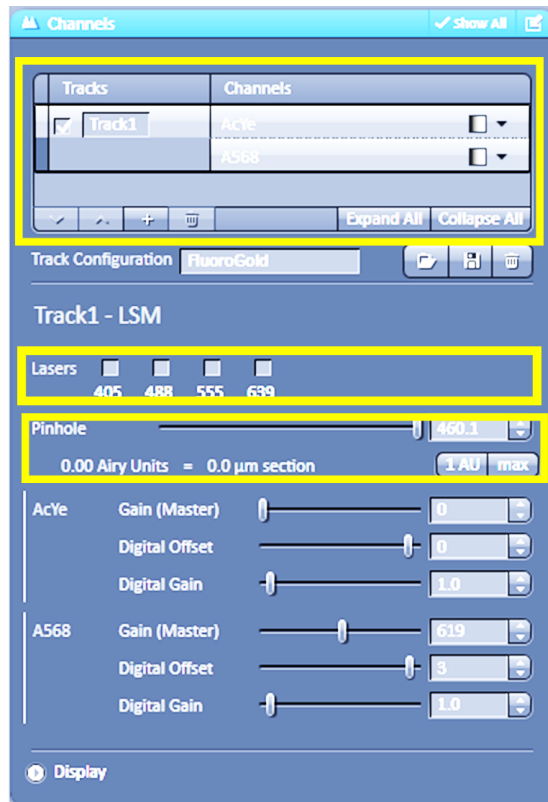 Channels Show All
Tracks Channels
Track1 AcYe
A568
Expand All Collapse All
Track Configuration FluoroGold
Track1 - LSM
Lasers
405 488 555 639
Pinhole 460.1
0.00 Airy Units = 0.0 µm section 1 AU max
AcYe Gain (Master) 0
Digital Offset 0
Digital Gain 1.0
A568 Gain (Master) 619
Digital Offset 3
Digital Gain 1.0
Display